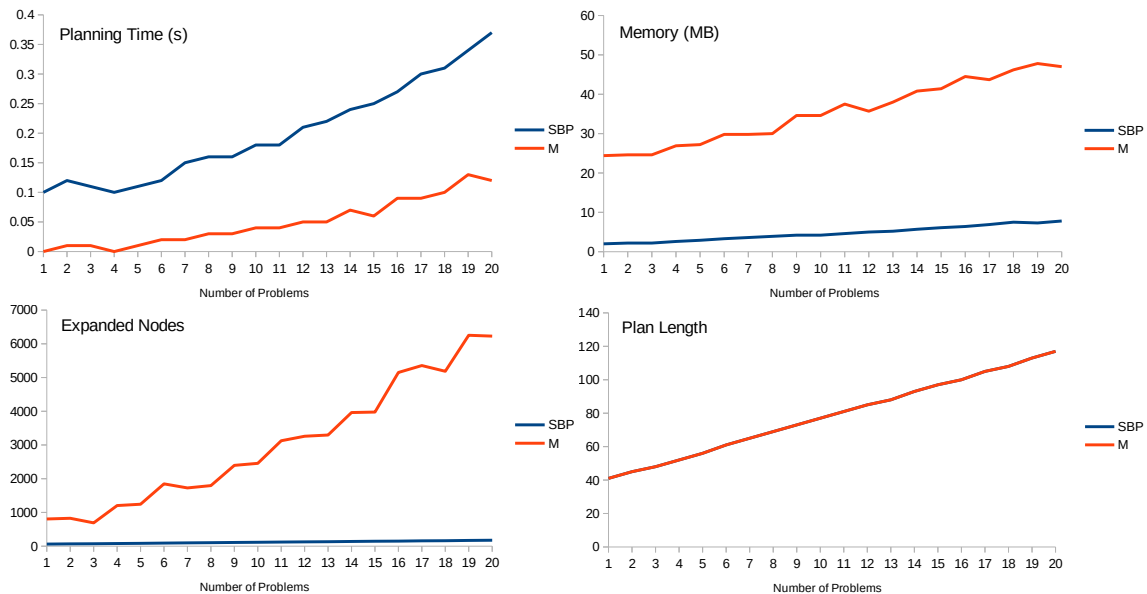 Planning Time (s)
0.4
0.35
0.3
0.25
0.2
0.15
0.1
0.05
0
1 2 3 4 5 6 7 8 9 10 11 12 13 14 15 16 17 18 19 20
Number of Problems
SBP
M
Memory (MB)
60
50
40
30
20
10
0
1 2 3 4 5 6 7 8 9 10 11 12 13 14 15 16 17 18 19 20
Number of Problems
SBP
M
Expanded Nodes
7000
6000
5000
4000
3000
2000
1000
0
1 2 3 4 5 6 7 8 9 10 11 12 13 14 15 16 17 18 19 20
Number of Problems
SBP
M
Plan Length
140
120
100
80
60
40
20
0
1 2 3 4 5 6 7 8 9 10 11 12 13 14 15 16 17 18 19 20
Number of Problems
SBP
M